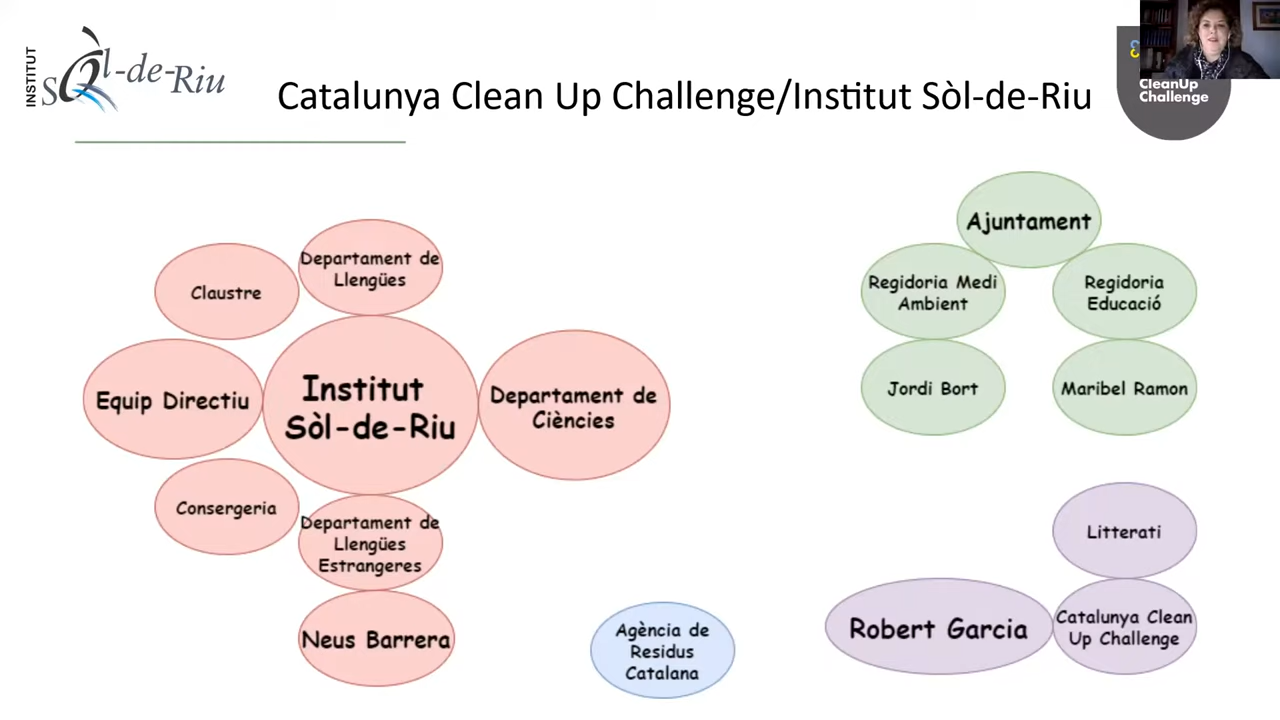 INSTITUT
Sòl-de-Riu
Catalunya Clean Up Challenge/Institut Sòl-de-Riu
CleanUp
Challenge
Departament de
Llengües
Claustre
Equip Directiu
Institut
Sòl-de-Riu
Departament de
Ciències
Consergeria
Departament de
Llengües
Estrangeres
Neus Barrera
Agència de
Residus
Catalana
Ajuntament
Regidoria Medi
Ambient
Regidoria
Educació
Jordi Bort
Maribel Ramon
Litterati
Robert Garcia
Catalunya Clean
Up Challenge